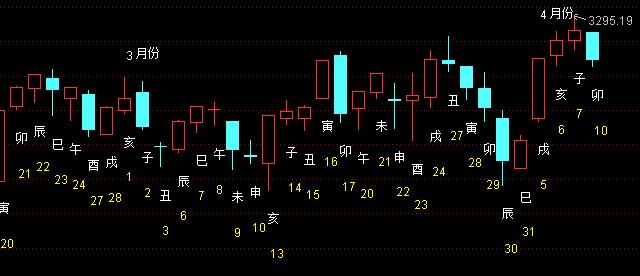 4 月份
3295.19
3 月份
寅
20
卯
21
辰
22
巳
23
午
24
酉
27
戌
28
亥
1
子
2
丑
3
辰
6
巳
7
午
8
未
9
申
10
亥
13
子
14
丑
15
寅
16
卯
17
午
20
未
21
申
22
酉
23
戌
24
丑
27
寅
28
卯
29
辰
30
巳
31
戌
5
亥
6
子
7
卯
10